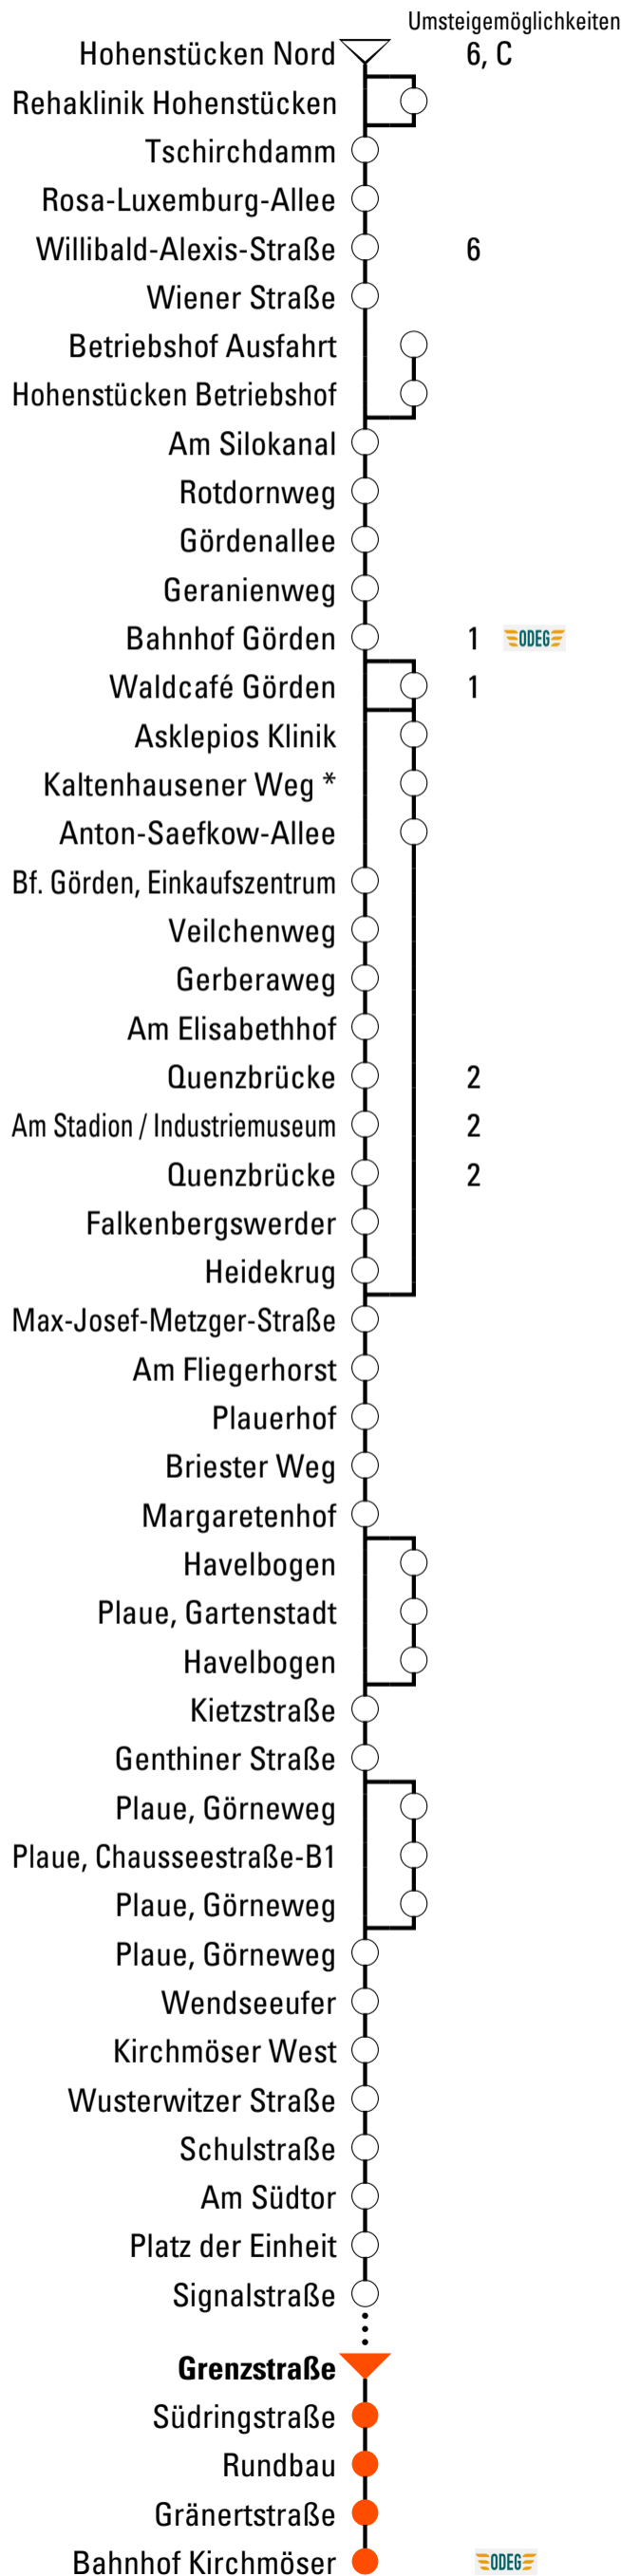 Umsteigemöglichkeiten
Hohenstücken Nord 6, C
Rehaklinik Hohenstücken
Tschirchdamm
Rosa-Luxemburg-Allee
Willibald-Alexis-Straße 6
Wiener Straße
Betriebshof Ausfahrt
Hohenstücken Betriebshof
Am Silokanal
Rotdornweg
Gördenallee
Geranienweg
Bahnhof Görden 1 ODEG
Waldcafé Görden 1
Asklepios Klinik
Kaltenhausener Weg *
Anton-Saefkow-Allee
Bf. Görden, Einkaufszentrum
Veilchenweg
Gerberaweg
Am Elisabethhof
Quenzbrücke 2
Am Stadion / Industriemuseum 2
Quenzbrücke 2
Falkenbergswerder
Heidekrug
Max-Josef-Metzger-Straße
Am Fliegerhorst
Plauerhof
Briester Weg
Margaretenhof
Havelbogen
Plaue, Gartenstadt
Havelbogen
Kietzstraße
Genthiner Straße
Plaue, Görneweg
Plaue, Chausseestraße-B1
Plaue, Görneweg
Plaue, Görneweg
Wendseeufer
Kirchmöser West
Wusterwitzer Straße
Schulstraße
Am Südtor
Platz der Einheit
Signalstraße
Grenzstraße
Südringstraße
Rundbau
Gränertstraße
Bahnhof Kirchmöser ODEG